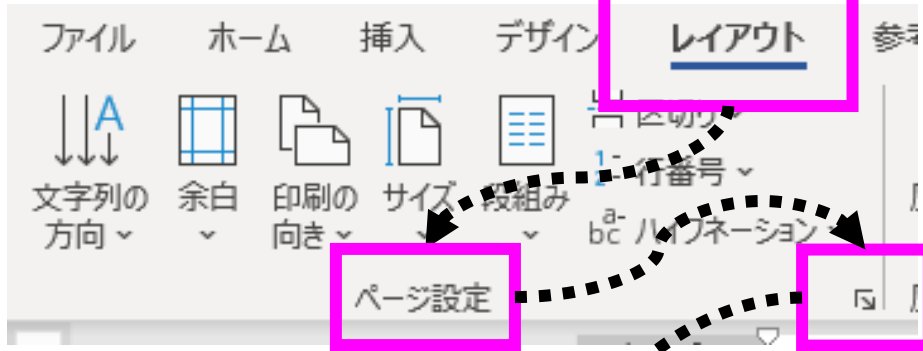 ファイル ホーム 挿入 デザイン レイアウト
文字列の方向 余白 印刷の向き サイズ 段組み
区切り
行番号
ハイフネーション
ページ設定